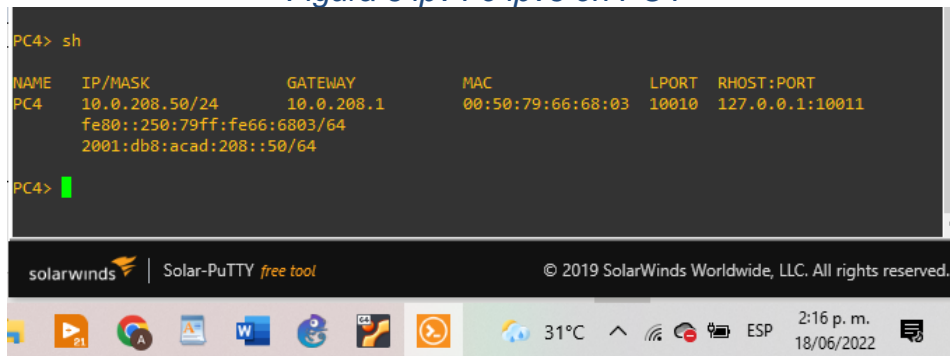 PC4> sh
NAME IP/MASK GATEWAY MAC LPORT RHOST:PORT
PC4 10.0.208.50/24 10.0.208.1 00:50:79:66:68:03 10010 127.0.0.1:10011
fe80::250:79ff:fe66:6803/64
2001:db8:acad:208::50/64
PC4>
solarwinds | Solar-PuTTY free tool © 2019 SolarWinds Worldwide, LLC. All rights reserved.
31°C ESP 2:16 p. m.
18/06/2022